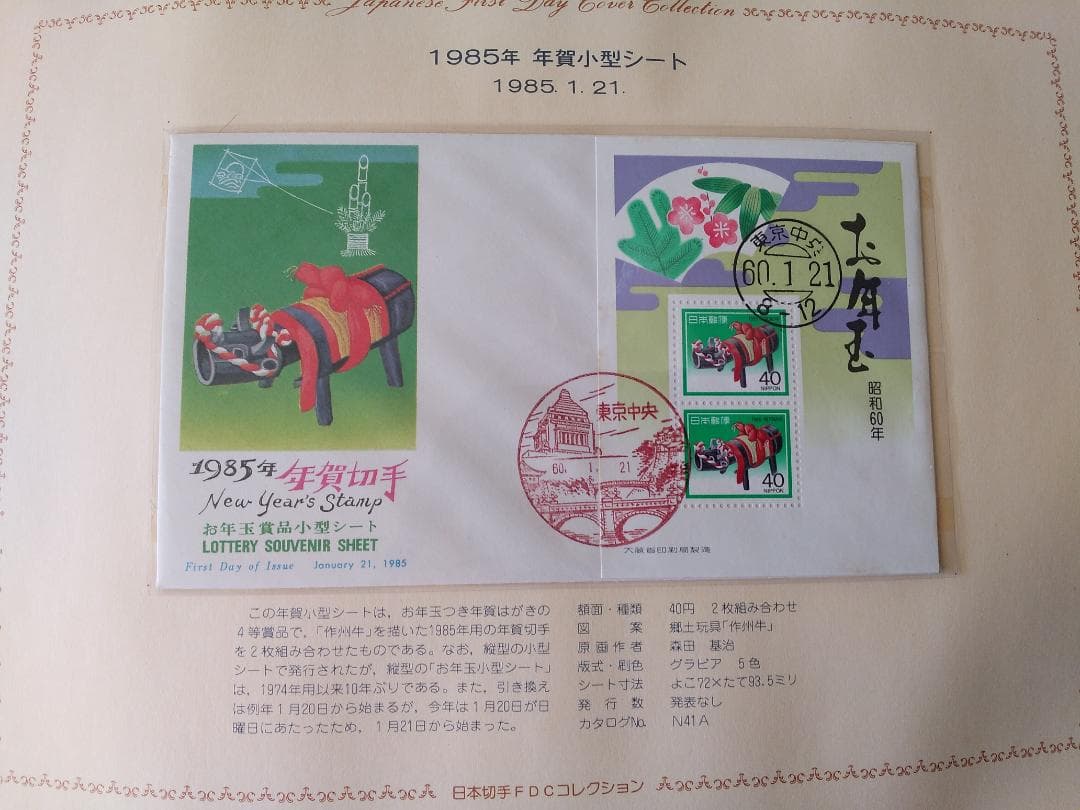 Japanese First Day Cover Collection
1985年 年賀小型シート
1985.1.21.
東京中央
60.1.21
8-12
お年玉
昭和60年
日本郵便
40
NIPPON
日本郵便
40
NIPPON
東京中央
60. 1. 21
大蔵省印刷局製造
1985年 年賀切手
New Year's Stamp
お年玉賞品小型シート
LOTTERY SOUVENIR SHEET
First Day of Issue January 21, 1985
この年賀小型シートは，お年玉つき年賀はがきの
4等賞品で，「作州牛」を描いた1985年用の年賀切手
を2枚組み合わせたものである。なお，縦型の小型
シートで発行されたが，縦型の「お年玉小型シート」
は，1974年用以来10年ぶりである。また，引き換え
は例年1月20日から始まるが，今年は1月20日が日
曜日にあたったため，1月21日から始まった。
額面・種類 40円 2枚組み合わせ
図案 郷土玩具「作州牛」
原画作者 森田 基治
版式・刷色 グラビア 5色
シート寸法 よこ72×たて93.5ミリ
発行数 発表なし
カタログNo. N41A
日本切手FDCコレクション